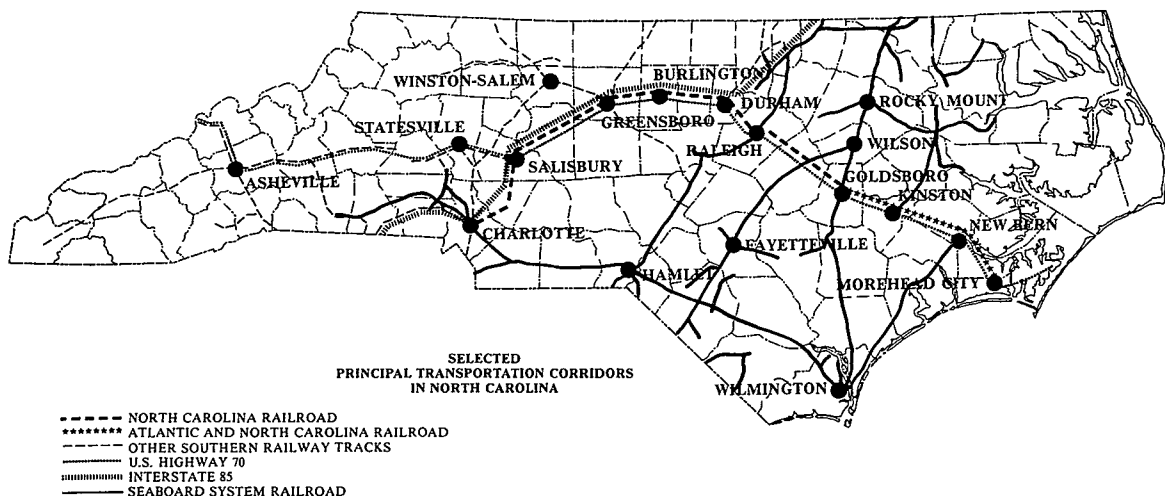 WINSTON-SALEM
BURLINGTON
DURHAM
ROCKY MOUNT
STATESVILLE
GREENSBORO
RALEIGH
WILSON
ASHEVILLE
SALISBURY
GOLDSBORO
KINSTON
CHARLOTTE
FAYETTEVILLE
NEW BERN
HAMLET
MOREHEAD CITY
WILMINGTON
SELECTED
PRINCIPAL TRANSPORTATION CORRIDORS
IN NORTH CAROLINA
NORTH CAROLINA RAILROAD
ATLANTIC AND NORTH CAROLINA RAILROAD
OTHER SOUTHERN RAILWAY TRACKS
U.S. HIGHWAY 70
INTERSTATE 85
SEABOARD SYSTEM RAILROAD